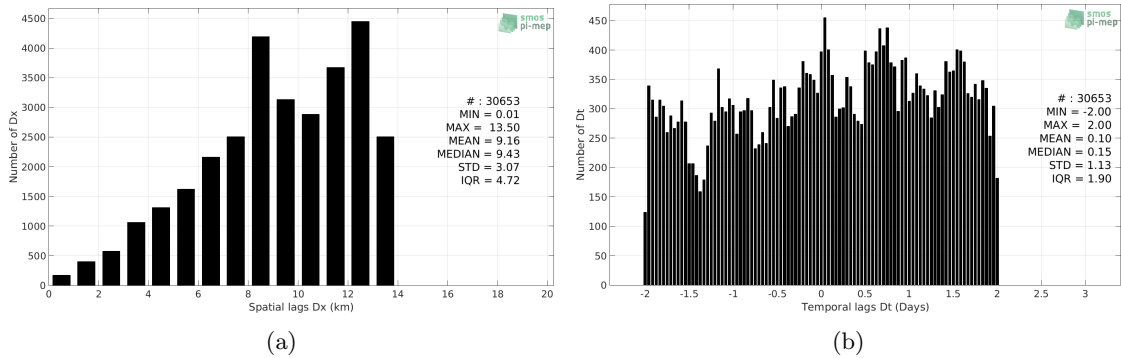 smos
pi-mep
4500
4000
3500
3000
2500
2000
1500
1000
500
0
Number of Dx
# : 30653
MIN = 0.01
MAX = 13.50
MEAN = 9.16
MEDIAN = 9.43
STD = 3.07
IQR = 4.72
0 2 4 6 8 10 12 14 16 18 20
Spatial lags Dx (km)
(a)
smos
pi-mep
450
400
350
300
250
200
150
100
50
0
Number of Dt
# : 30653
MIN = -2.00
MAX = 2.00
MEAN = 0.10
MEDIAN = 0.15
STD = 1.13
IQR = 1.90
-2 -1.5 -1 -0.5 0 0.5 1 1.5 2 2.5 3
Temporal lags Dt (Days)
(b)